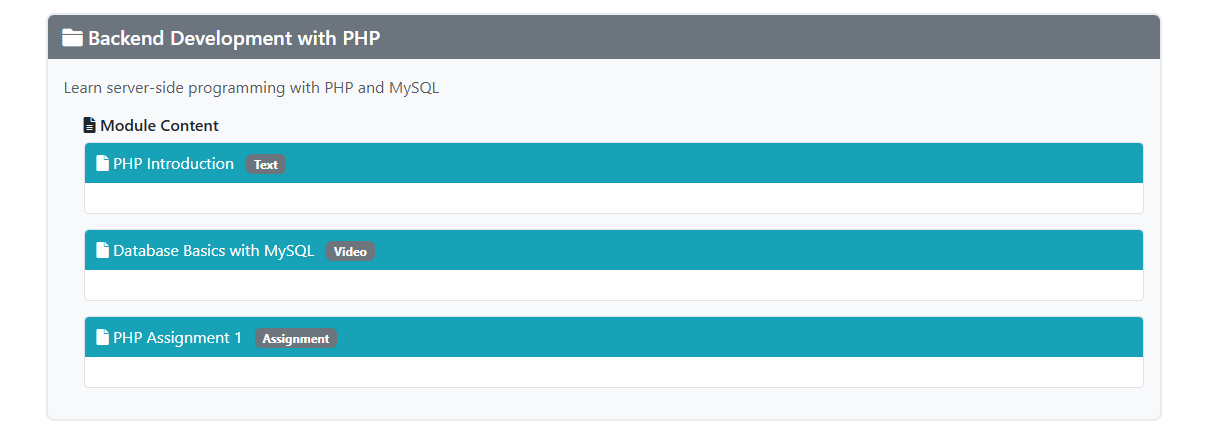 Backend Development with PHP
Learn server-side programming with PHP and MySQL
Module Content
PHP Introduction Text
Database Basics with MySQL Video
PHP Assignment 1 Assignment